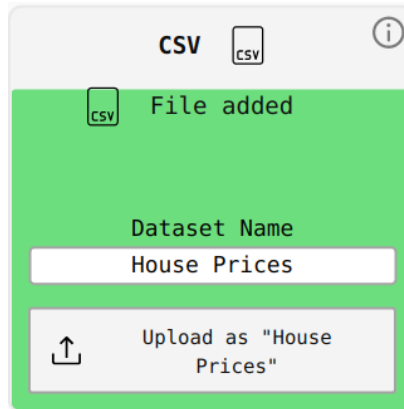 CSV CSV
CSV File added
Dataset Name
House Prices
Upload as "House
Prices"